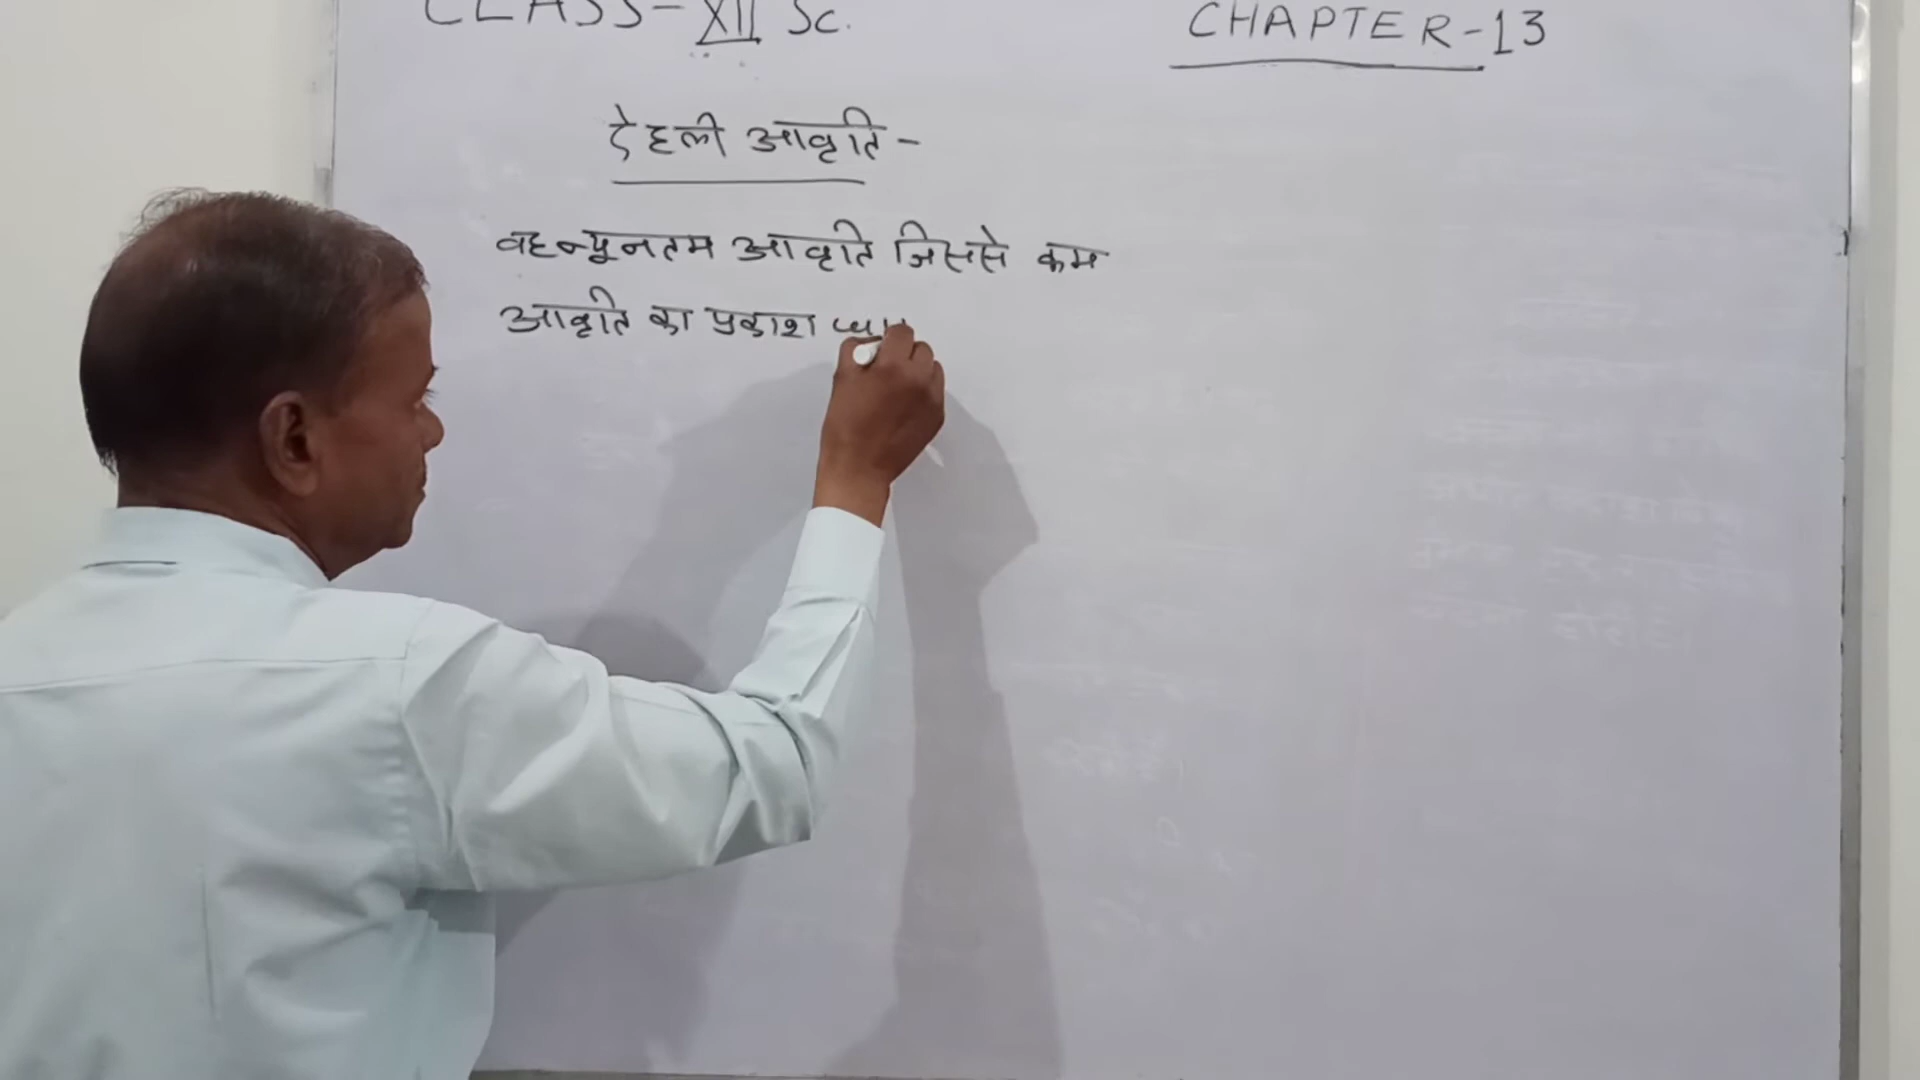 CLASS-XII Sc.
CHAPTER-13
देहली आवृति-
वह न्यूनतम आवृति जिससे कम
आवृति का प्रकाश